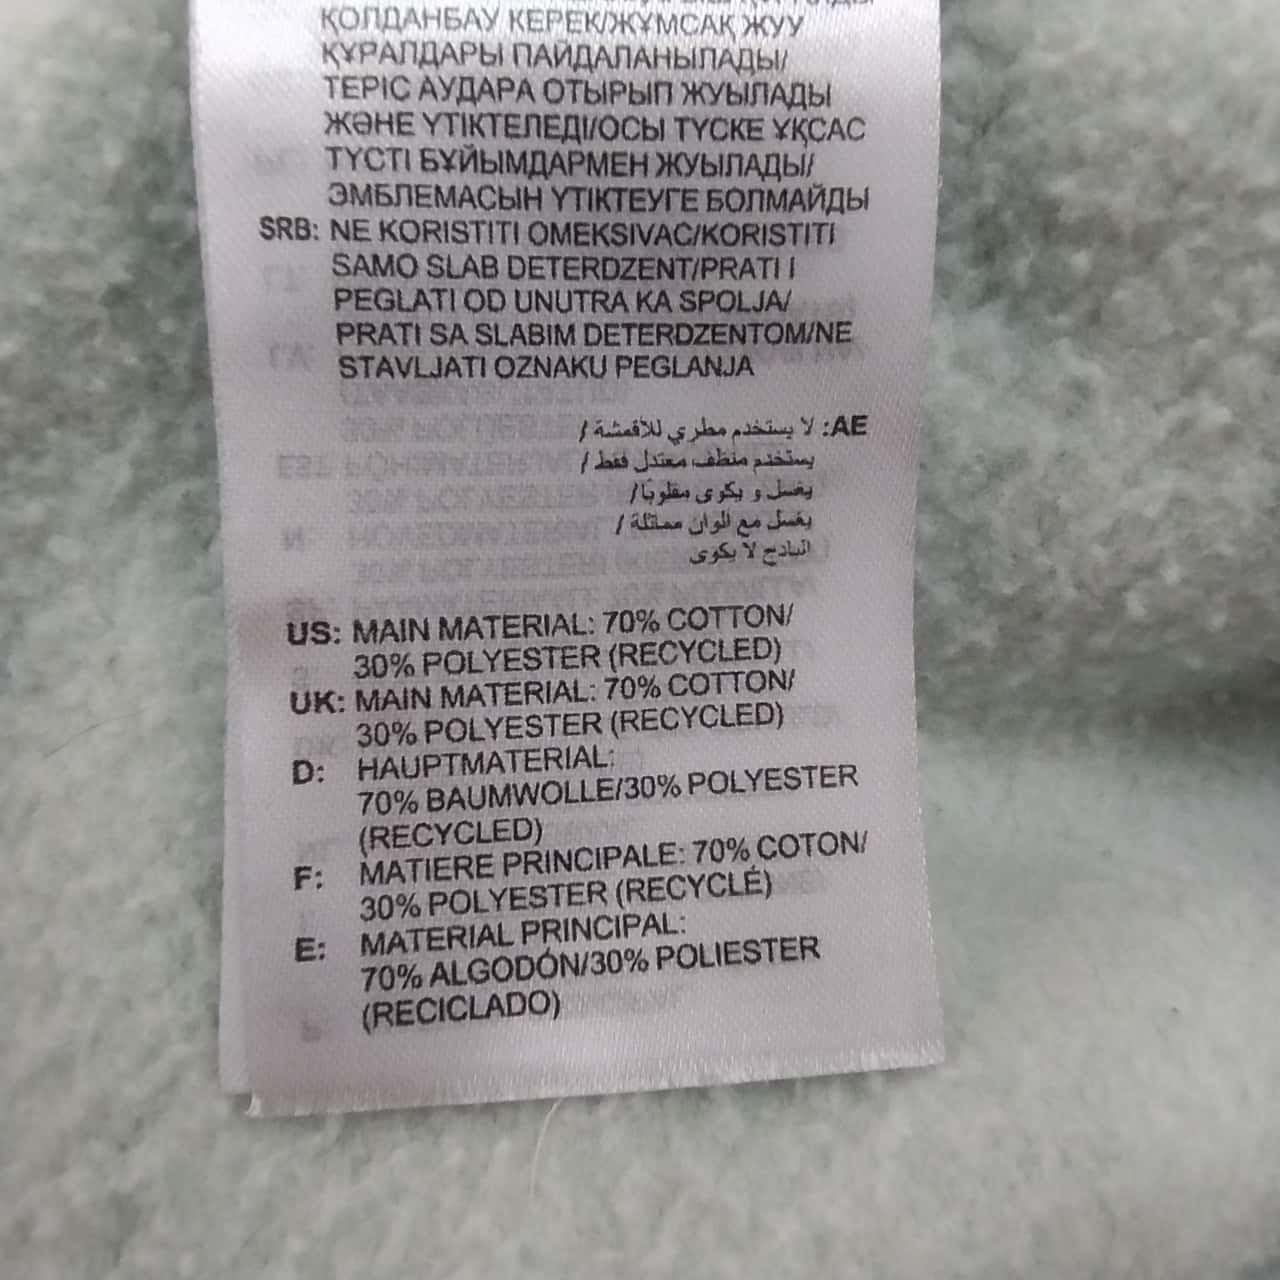 ҚОЛДАНБАУ КЕРЕК/ЖҰМСАҚ ЖУУ
ҚҰРАЛДАРЫ ПАЙДАЛАНЫЛАДЫ/
ТЕРІС АУДАРА ОТЫРЫП ЖУЫЛАДЫ
ЖӘНЕ ҮТІКТЕЛЕДІ/ОСЫ ТҮСКЕ ҰҚСАС
ТҮСТІ БҰЙЫМДАРМЕН ЖУЫЛАДЫ/
ЭМБЛЕМАСЫН ҮТІКТЕУГЕ БОЛМАЙДЫ
SRB: NE KORISTITI OMEKSIVAC/KORISTITI
SAMO SLAB DETERDZENT/PRATI I
PEGLATI OD UNUTRA KA SPOLJA/
PRATI SA SLABIM DETERDZENTOM/NE
STAVLJATI OZNAKU PEGLANJA
AE: لا يستخدم مطري للأقمشة /
يستخدم منظف معتدل فقط /
يغسل و يكوى مقلوبًا/
يغسل مع الوان مماثلة /
البادج لا يكوى
US: MAIN MATERIAL: 70% COTTON/
30% POLYESTER (RECYCLED)
UK: MAIN MATERIAL: 70% COTTON/
30% POLYESTER (RECYCLED)
D: HAUPTMATERIAL:
70% BAUMWOLLE/30% POLYESTER
(RECYCLED)
F: MATIERE PRINCIPALE: 70% COTON/
30% POLYESTER (RECYCLÉ)
E: MATERIAL PRINCIPAL:
70% ALGODÓN/30% POLIESTER
(RECICLADO)